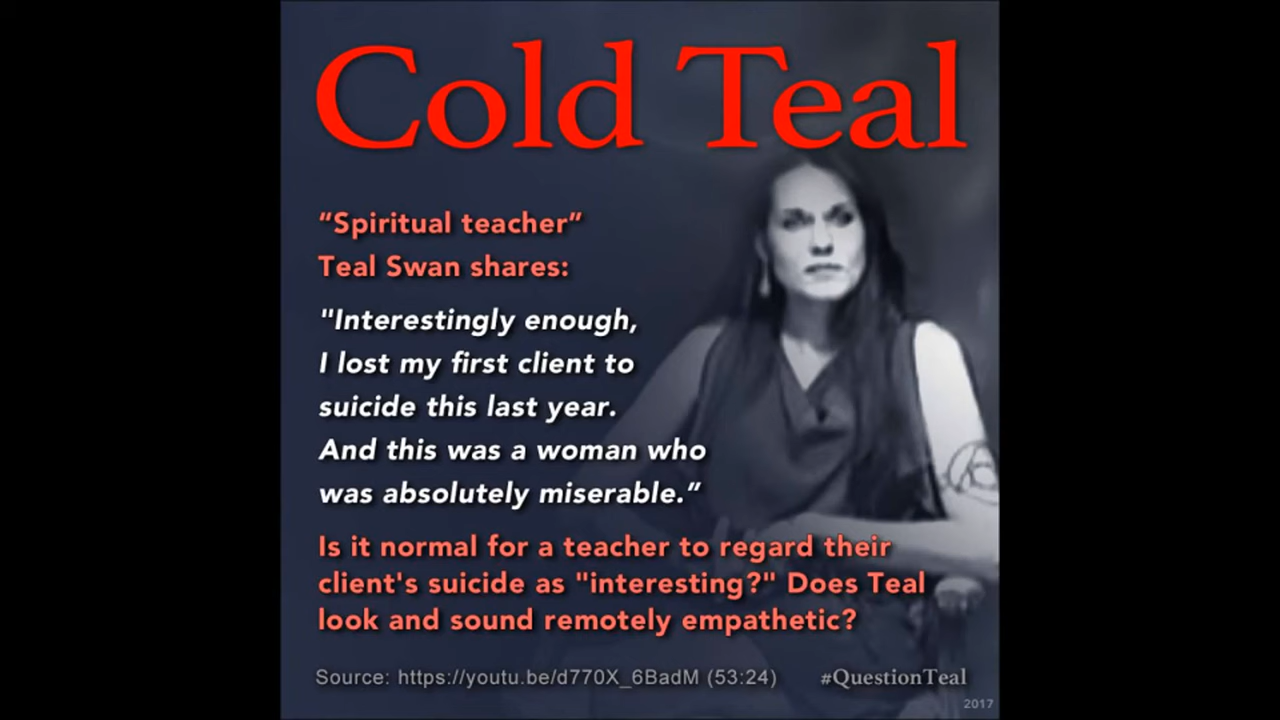 Cold Teal
“Spiritual teacher”
Teal Swan shares:
"Interestingly enough,
I lost my first client to
suicide this last year.
And this was a woman who
was absolutely miserable.”
Is it normal for a teacher to regard their
client's suicide as "interesting?" Does Teal
look and sound remotely empathetic?
Source: https://youtu.be/d770X_6BadM (53:24) #QuestionTeal
2017